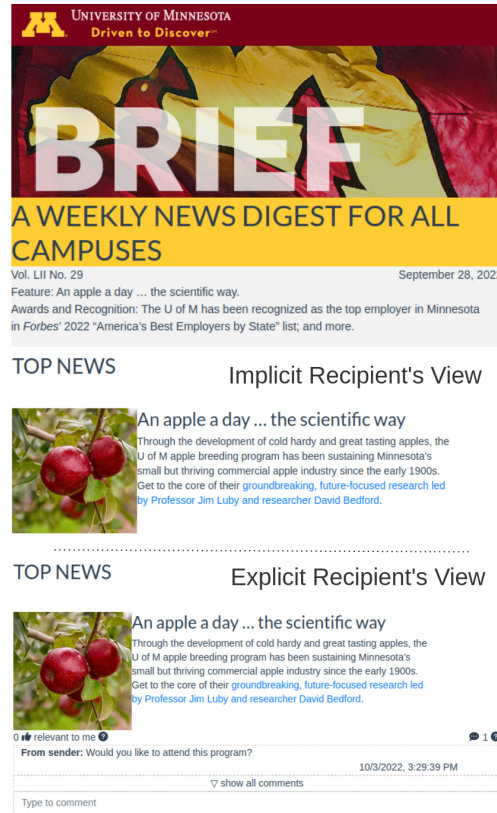 UNIVERSITY OF MINNESOTA
Driven to Discover℠
BRIEF
A WEEKLY NEWS DIGEST FOR ALL
CAMPUSES
Vol. LII No. 29 September 28, 202
Feature: An apple a day … the scientific way.
Awards and Recognition: The U of M has been recognized as the top employer in Minnesota
in Forbes' 2022 “America's Best Employers by State” list; and more.
TOP NEWS
Implicit Recipient's View
An apple a day … the scientific way
Through the development of cold hardy and great tasting apples, the
U of M apple breeding program has been sustaining Minnesota's
small but thriving commercial apple industry since the early 1900s.
Get to the core of their groundbreaking, future-focused research led
by Professor Jim Luby and researcher David Bedford.
TOP NEWS
Explicit Recipient's View
An apple a day … the scientific way
Through the development of cold hardy and great tasting apples, the
U of M apple breeding program has been sustaining Minnesota's
small but thriving commercial apple industry since the early 1900s.
Get to the core of their groundbreaking, future-focused research led
by Professor Jim Luby and researcher David Bedford.
0 relevant to me ? 1 ?
From sender: Would you like to attend this program?
10/3/2022, 3:29:39 PM
▽ show all comments
Type to comment